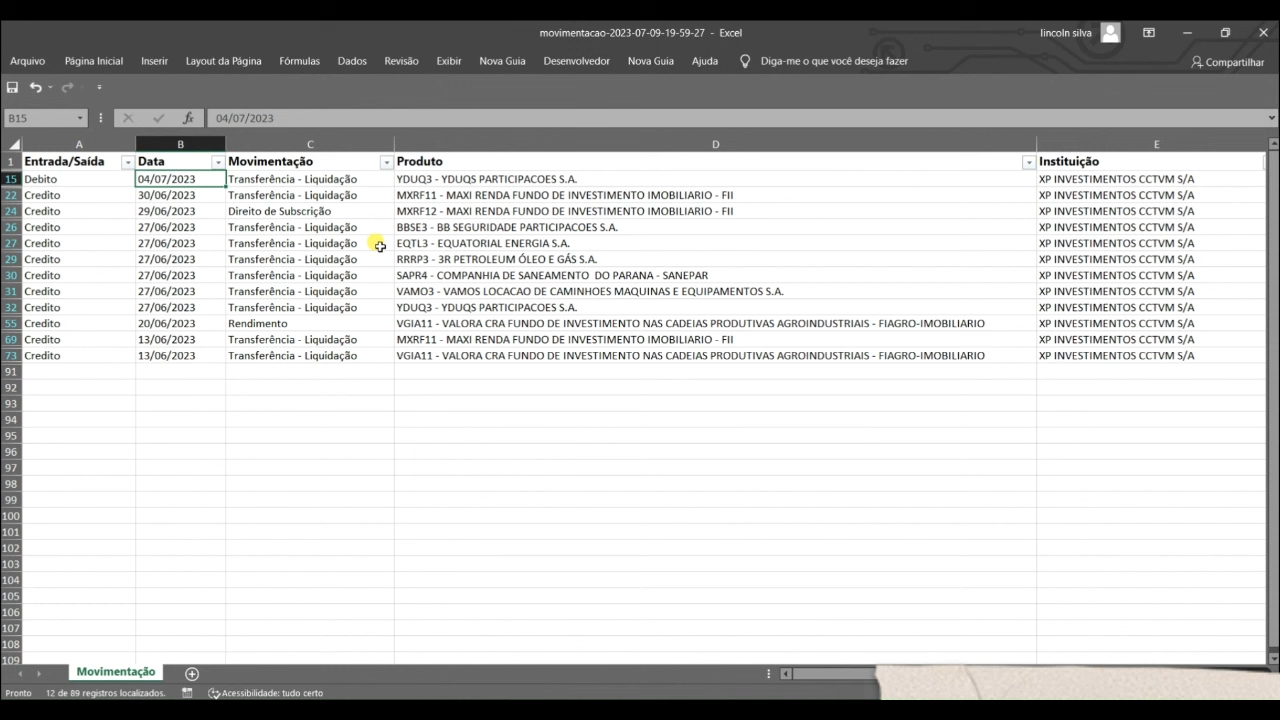 movimentacao-2023-07-09-19-59-27 - Excel
lincoln silva
Arquivo Página Inicial Inserir Layout da Página Fórmulas Dados Revisão Exibir Nova Guia Desenvolvedor Nova Guia Ajuda Diga-me o que você deseja fazer Compartilhar
B15 fx 04/07/2023
A B C D E
1 Entrada/Saída Data Movimentação Produto Instituição
15 Debito 04/07/2023 Transferência - Liquidação YDUQ3 - YDUQS PARTICIPACOES S.A. XP INVESTIMENTOS CCTVM S/A
22 Credito 30/06/2023 Transferência - Liquidação MXRF11 - MAXI RENDA FUNDO DE INVESTIMENTO IMOBILIARIO - FII XP INVESTIMENTOS CCTVM S/A
24 Credito 29/06/2023 Direito de Subscrição MXRF12 - MAXI RENDA FUNDO DE INVESTIMENTO IMOBILIARIO - FII XP INVESTIMENTOS CCTVM S/A
26 Credito 27/06/2023 Transferência - Liquidação BBSE3 - BB SEGURIDADE PARTICIPACOES S.A. XP INVESTIMENTOS CCTVM S/A
27 Credito 27/06/2023 Transferência - Liquidação EQTL3 - EQUATORIAL ENERGIA S.A. XP INVESTIMENTOS CCTVM S/A
29 Credito 27/06/2023 Transferência - Liquidação RRRP3 - 3R PETROLEUM ÓLEO E GÁS S.A. XP INVESTIMENTOS CCTVM S/A
30 Credito 27/06/2023 Transferência - Liquidação SAPR4 - COMPANHIA DE SANEAMENTO DO PARANA - SANEPAR XP INVESTIMENTOS CCTVM S/A
31 Credito 27/06/2023 Transferência - Liquidação VAMO3 - VAMOS LOCACAO DE CAMINHOES MAQUINAS E EQUIPAMENTOS S.A. XP INVESTIMENTOS CCTVM S/A
32 Credito 27/06/2023 Transferência - Liquidação YDUQ3 - YDUQS PARTICIPACOES S.A. XP INVESTIMENTOS CCTVM S/A
55 Credito 20/06/2023 Rendimento VGIA11 - VALORA CRA FUNDO DE INVESTIMENTO NAS CADEIAS PRODUTIVAS AGROINDUSTRIAIS - FIAGRO-IMOBILIARIO XP INVESTIMENTOS CCTVM S/A
69 Credito 13/06/2023 Transferência - Liquidação MXRF11 - MAXI RENDA FUNDO DE INVESTIMENTO IMOBILIARIO - FII XP INVESTIMENTOS CCTVM S/A
73 Credito 13/06/2023 Transferência - Liquidação VGIA11 - VALORA CRA FUNDO DE INVESTIMENTO NAS CADEIAS PRODUTIVAS AGROINDUSTRIAIS - FIAGRO-IMOBILIARIO XP INVESTIMENTOS CCTVM S/A
91
92
93
94
95
96
97
98
99
100
101
102
103
104
105
106
107
108
109
Movimentação
Pronto 12 de 89 registros localizados. Acessibilidade: tudo certo